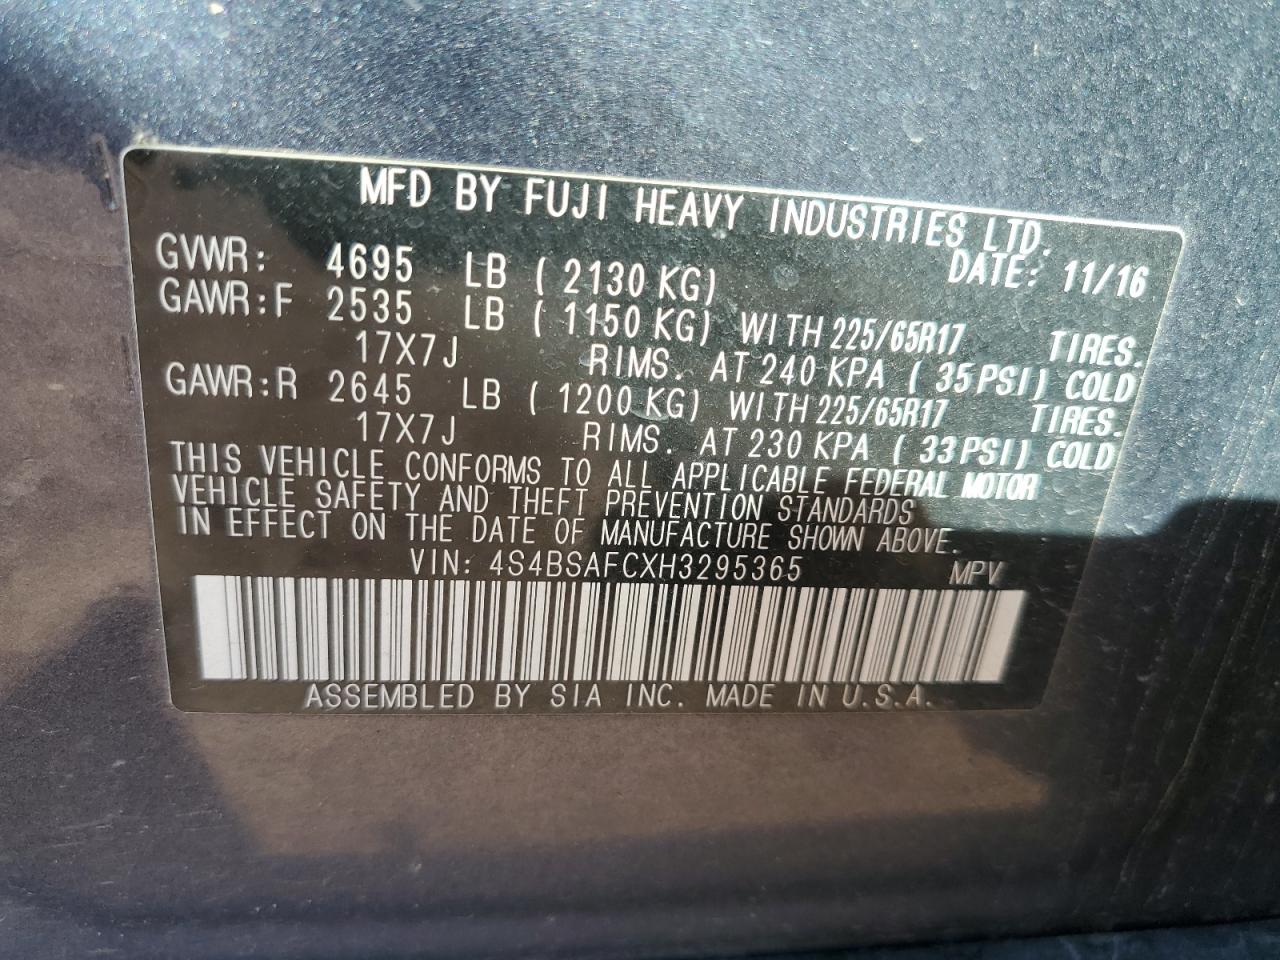 MFD BY FUJI HEAVY INDUSTRIES LTD.
DATE: 11/16
GVWR: 4695 LB ( 2130 KG)
GAWR:F 2535 LB ( 1150 KG) WITH 225/65R17 TIRES.
17X7J RIMS. AT 240 KPA ( 35PSI) COLD
GAWR:R 2645 LB ( 1200 KG) WITH 225/65R17 TIRES.
17X7J RIMS. AT 230 KPA ( 33PSI) COLD
THIS VEHICLE CONFORMS TO ALL APPLICABLE FEDERAL MOTOR
VEHICLE SAFETY AND THEFT PREVENTION STANDARDS
IN EFFECT ON THE DATE OF MANUFACTURE SHOWN ABOVE.
VIN: 4S4BSAFCXH3295365 MPV
ASSEMBLED BY SIA INC. MADE IN U.S.A.